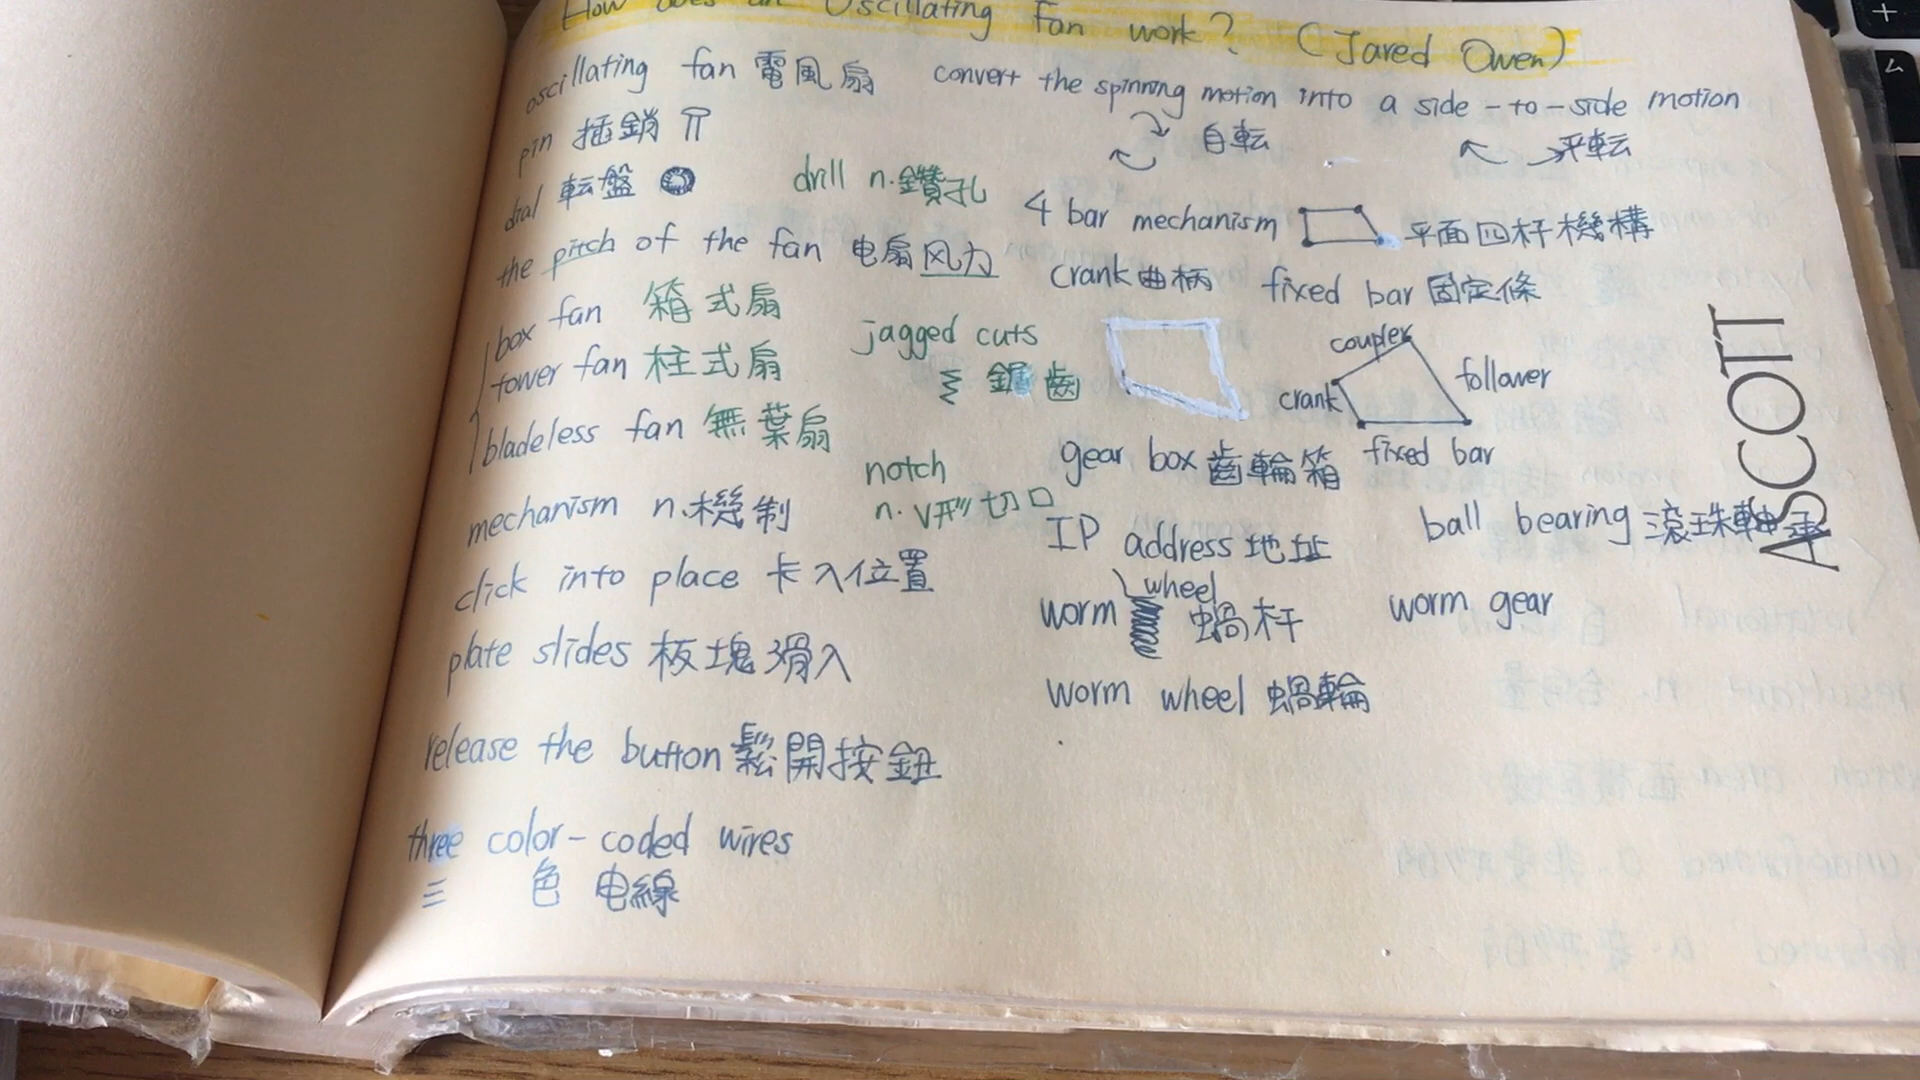 How does an Oscillating Fan work? (Jared Owen)
oscillating fan 電風扇
pin 插銷
dial 転盤
drill n.鑽孔
the pitch of the fan 电扇风力
box fan 箱式扇
tower fan 柱式扇
bladeless fan 無葉扇
jagged cuts
鋸齒
notch
n. V形切口
mechanism n.機制
click into place 卡入位置
plate slides 板塊滑入
release the button 鬆開按鈕
three color-coded wires
三 色 电線
convert the spinning motion into a side-to-side motion
自転 平転
4 bar mechanism 平面四杆機構
crank 曲柄 fixed bar 固定條
coupler
crank follower
fixed bar
gear box 齒輪箱
IP address 地址
ball bearing 滾珠軸承
wheel
worm 蝸杆 worm gear
worm wheel 蝸輪
ASCOTT